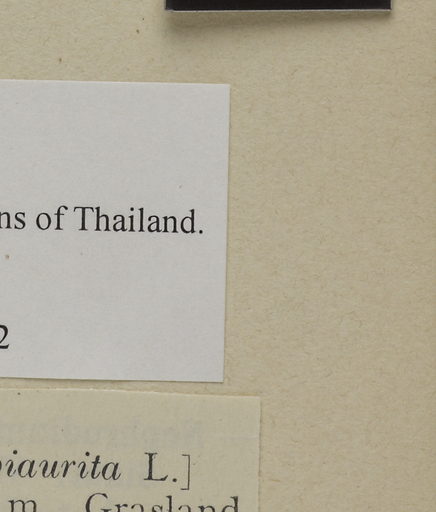 ns of Thailand.
2
iaurita L.]
m. Grasland